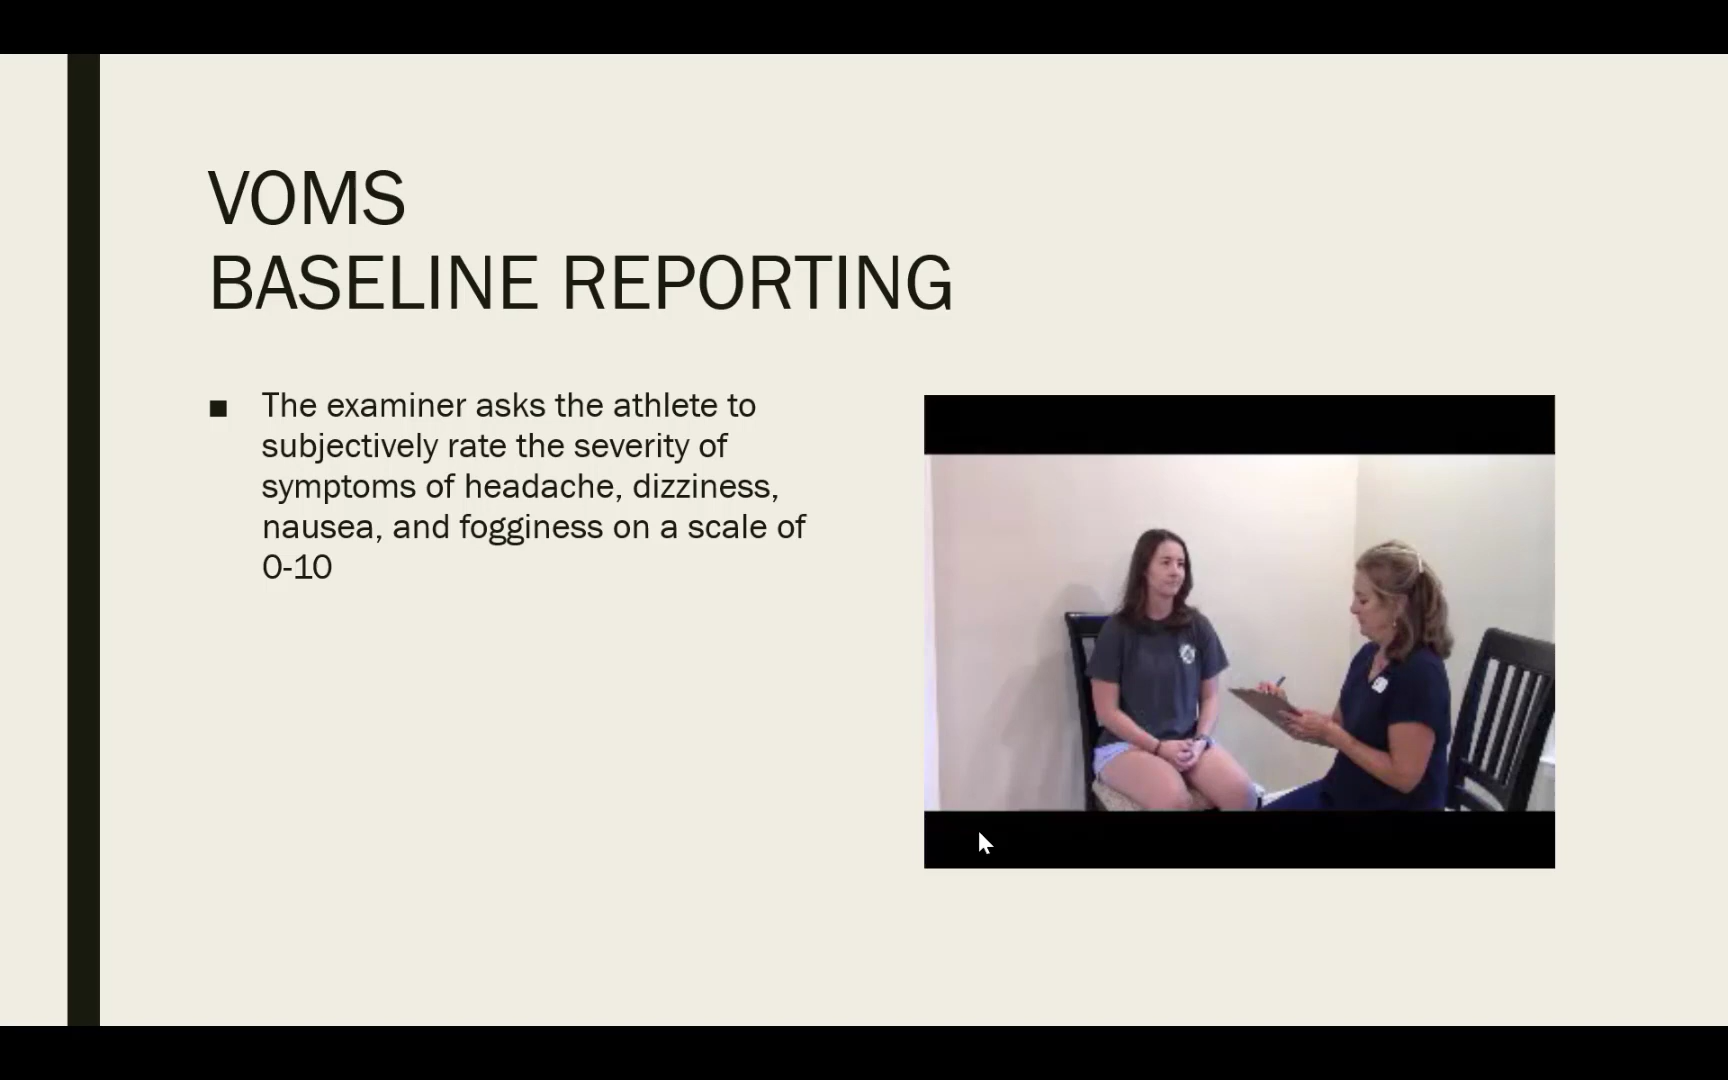 VOMS
BASELINE REPORTING
■ The examiner asks the athlete to
subjectively rate the severity of
symptoms of headache, dizziness,
nausea, and fogginess on a scale of
0-10